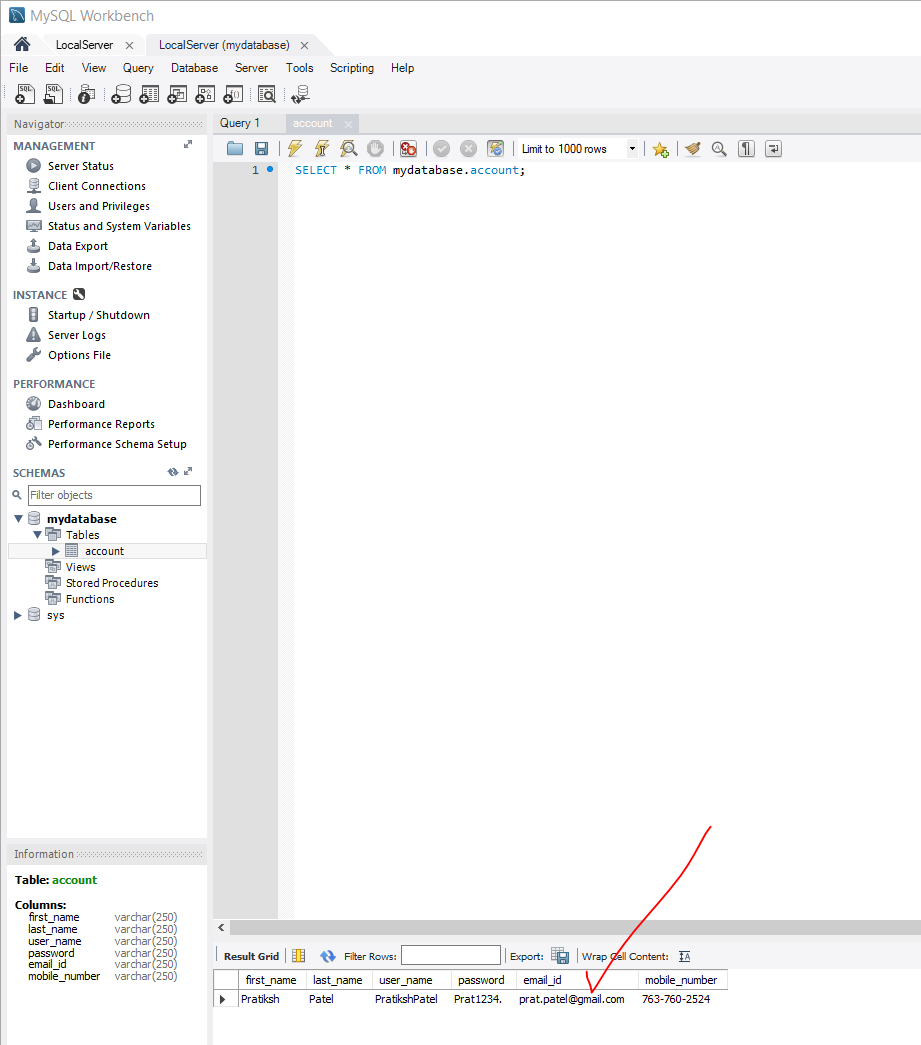 MySQL Workbench
LocalServer
LocalServer (mydatabase)
File Edit View Query Database Server Tools Scripting Help
Navigator
Query 1
account
MANAGEMENT
Server Status
Client Connections
Users and Privileges
Status and System Variables
Data Export
Data Import/Restore
INSTANCE
Startup / Shutdown
Server Logs
Options File
PERFORMANCE
Dashboard
Performance Reports
Performance Schema Setup
SCHEMAS
Filter objects
mydatabase
Tables
account
Views
Stored Procedures
Functions
sys
Limit to 1000 rows
1 SELECT * FROM mydatabase.account;
Information
Table: account
Columns:
first_name varchar(250)
last_name varchar(250)
user_name varchar(250)
password varchar(250)
email_id varchar(250)
mobile_number varchar(250)
Result Grid Filter Rows: Export: Wrap Cell Content:
first_name last_name user_name password email_id mobile_number
Pratiksh Patel PratikshPatel Prat1234. prat.patel@gmail.com 763-760-2524